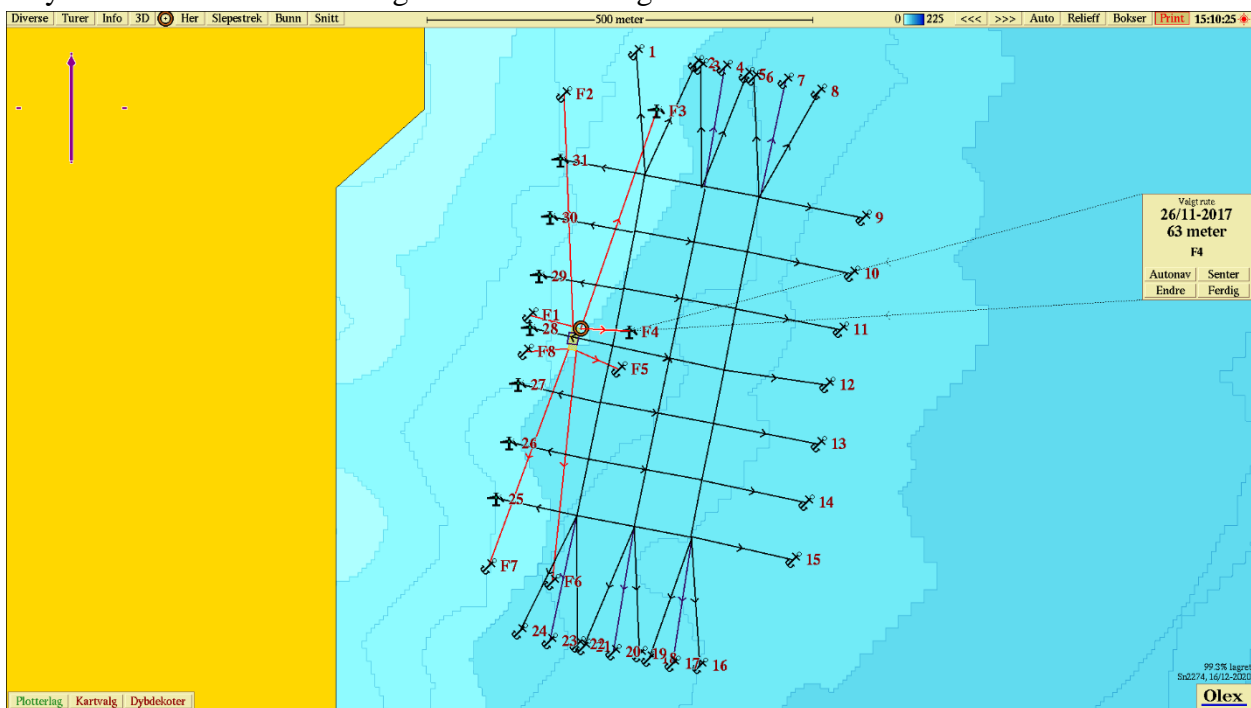 Diverse Turer Info 3D Her Slepestrek Bunn Snitt 500 meter 0 225 <<< >>> Auto Relieff Bokser Print 15:10:25
1
2 3 4 5 6 7 8
F2
F3
31
30
9
10
29
11
F1
28
F4
F8
F5
12
27
13
26
14
25
15
F7
F6
24 23 22 21 20 19 18 17 16
Valgt rute
26/11-2017
63 meter
F4
Autonav Senter
Endre Ferdig
99.3% lagret
Sn2274, 16/12-2020
Olex
Plotterlag Kartvalg Dybdekoter